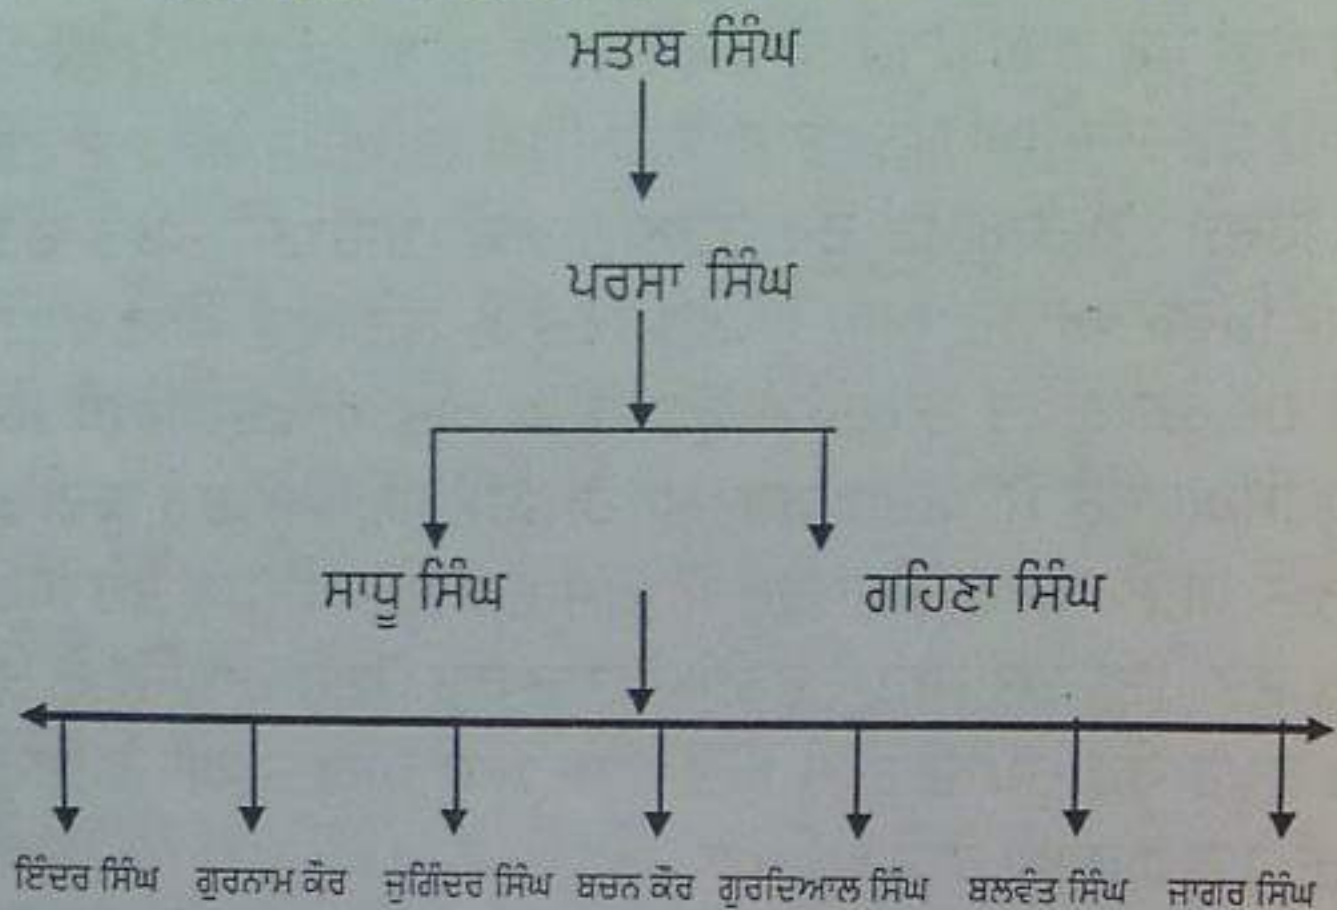 ਮਤਾਬ ਸਿੰਘ
ਪਰਸਾ ਸਿੰਘ
ਸਾਧੂ ਸਿੰਘ ਗਹਿਣਾ ਸਿੰਘ
ਇੰਦਰ ਸਿੰਘ ਗੁਰਨਾਮ ਕੌਰ ਜੁਗਿੰਦਰ ਸਿੰਘ ਬਚਨ ਕੌਰ ਗੁਰਦਿਆਲ ਸਿੰਘ ਬਲਵੰਤ ਸਿੰਘ ਜਾਗਰ ਸਿੰਘ